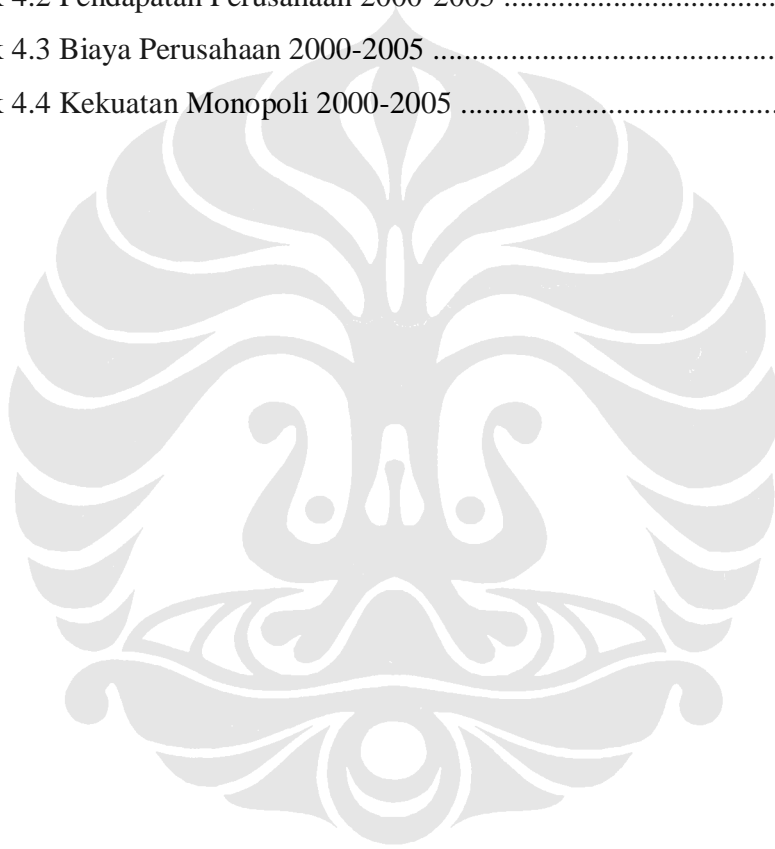 4.2 Pendapatan Perusahaan 2000-2005 ......................................
4.3 Biaya Perusahaan 2000-2005 ..............................................
4.4 Kekuatan Monopoli 2000-2005 ..........................................